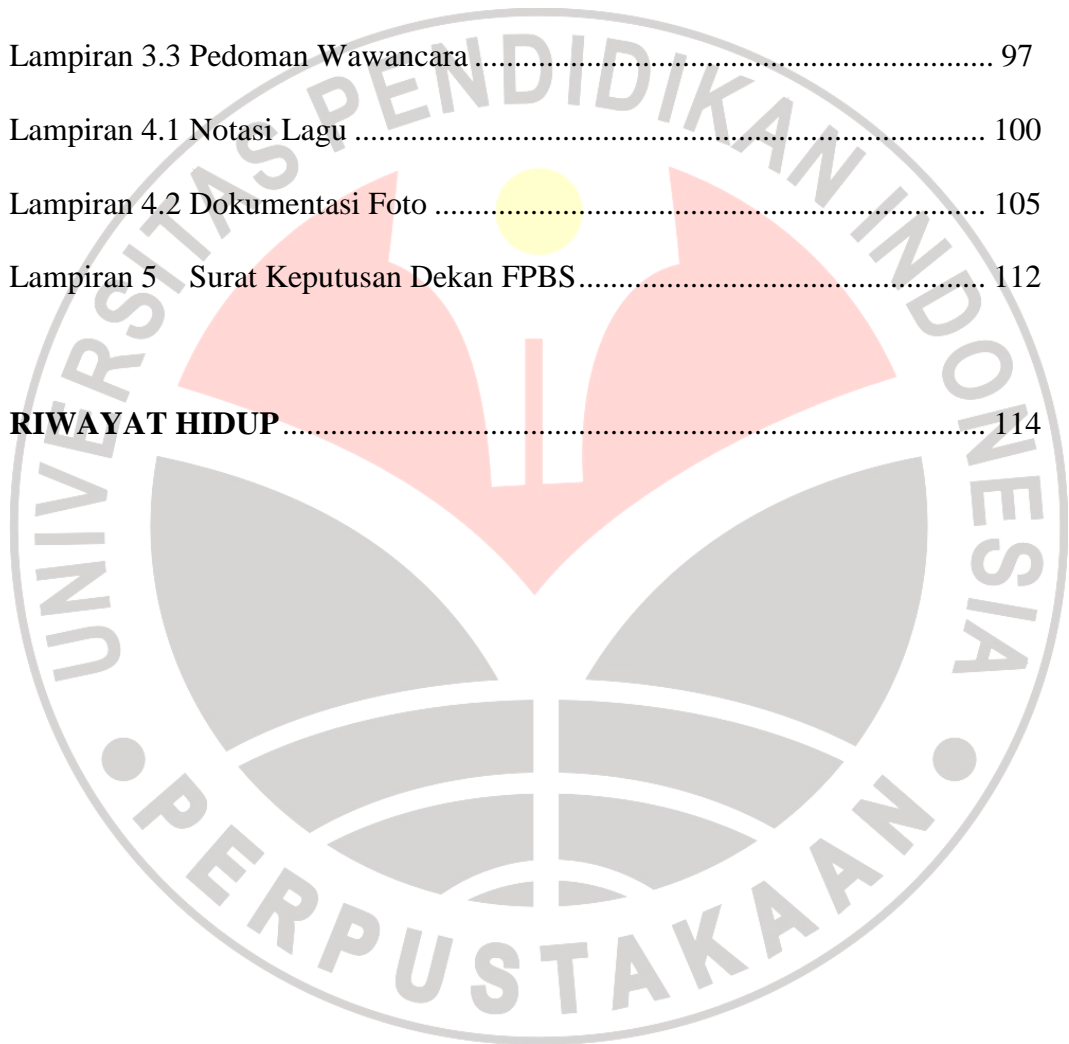 Lampiran 3.3 Pedoman Wawancara ................................................................ 97
Lampiran 4.1 Notasi Lagu .............................................................................. 100
Lampiran 4.2 Dokumentasi Foto .................................................................... 105
Lampiran 5 Surat Keputusan Dekan FPBS.................................................. 112
RIWAYAT HIDUP....................................................................................... 114
UNIVERSITAS PENDIDIKAN INDONESIA
PERPUSTAKAAN